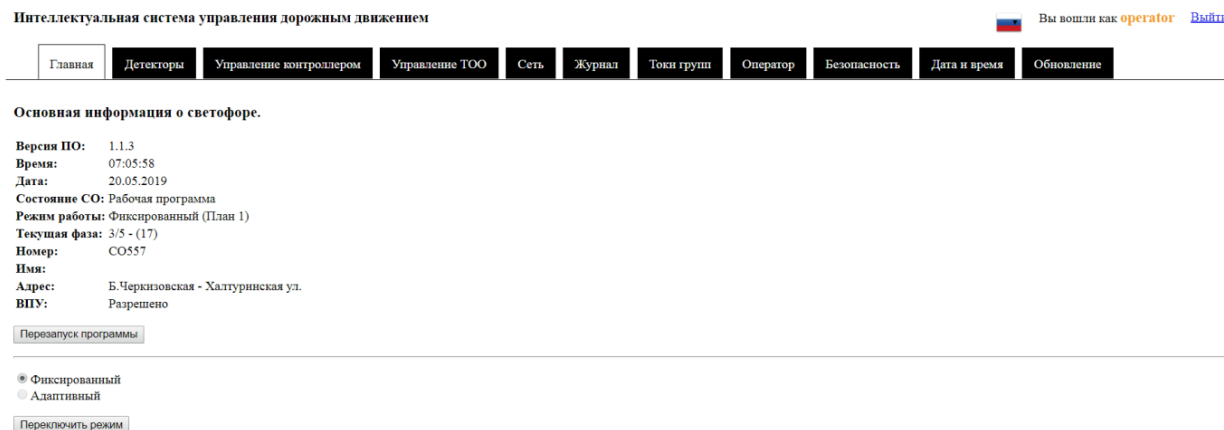 Интеллектуальная система управления дорожным движением
Вы вошли как operator Выйти
Главная Детекторы Управление контроллером Управление ТОО Сеть Журнал Токи групп Оператор Безопасность Дата и время Обновление
Основная информация о светофоре.
Версия ПО: 1.1.3
Время: 07:05:58
Дата: 20.05.2019
Состояние СО: Рабочая программа
Режим работы: Фиксированный (План 1)
Текущая фаза: 3/5 - (17)
Номер: CO557
Имя:
Адрес: Б.Черкизовская - Халтуринская ул.
ВПУ: Разрешено
Перезапуск программы
Фиксированный
Адаптивный
Переключить режим